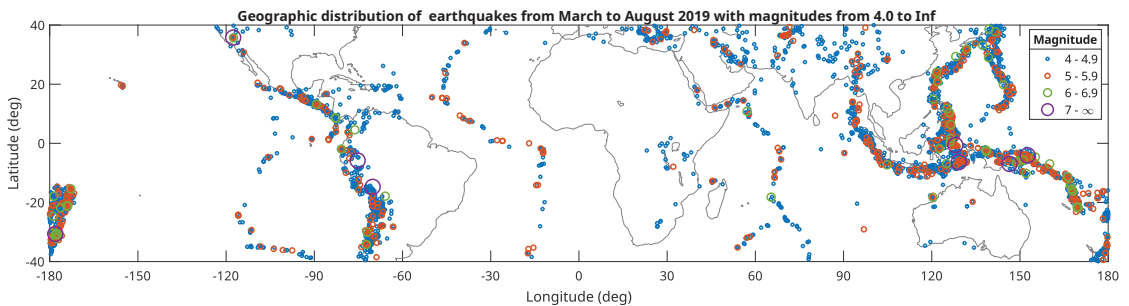 Geographic distribution of  earthquakes from March to August 2019 with magnitudes from 4.0 to Inf
Latitude (deg)
40
20
0
-20
-40
Magnitude
4 - 4.9
5 - 5.9
6 - 6.9
7 - ∞
-180 -150 -120 -90 -60 -30 0 30 60 90 120 150 180
Longitude (deg)